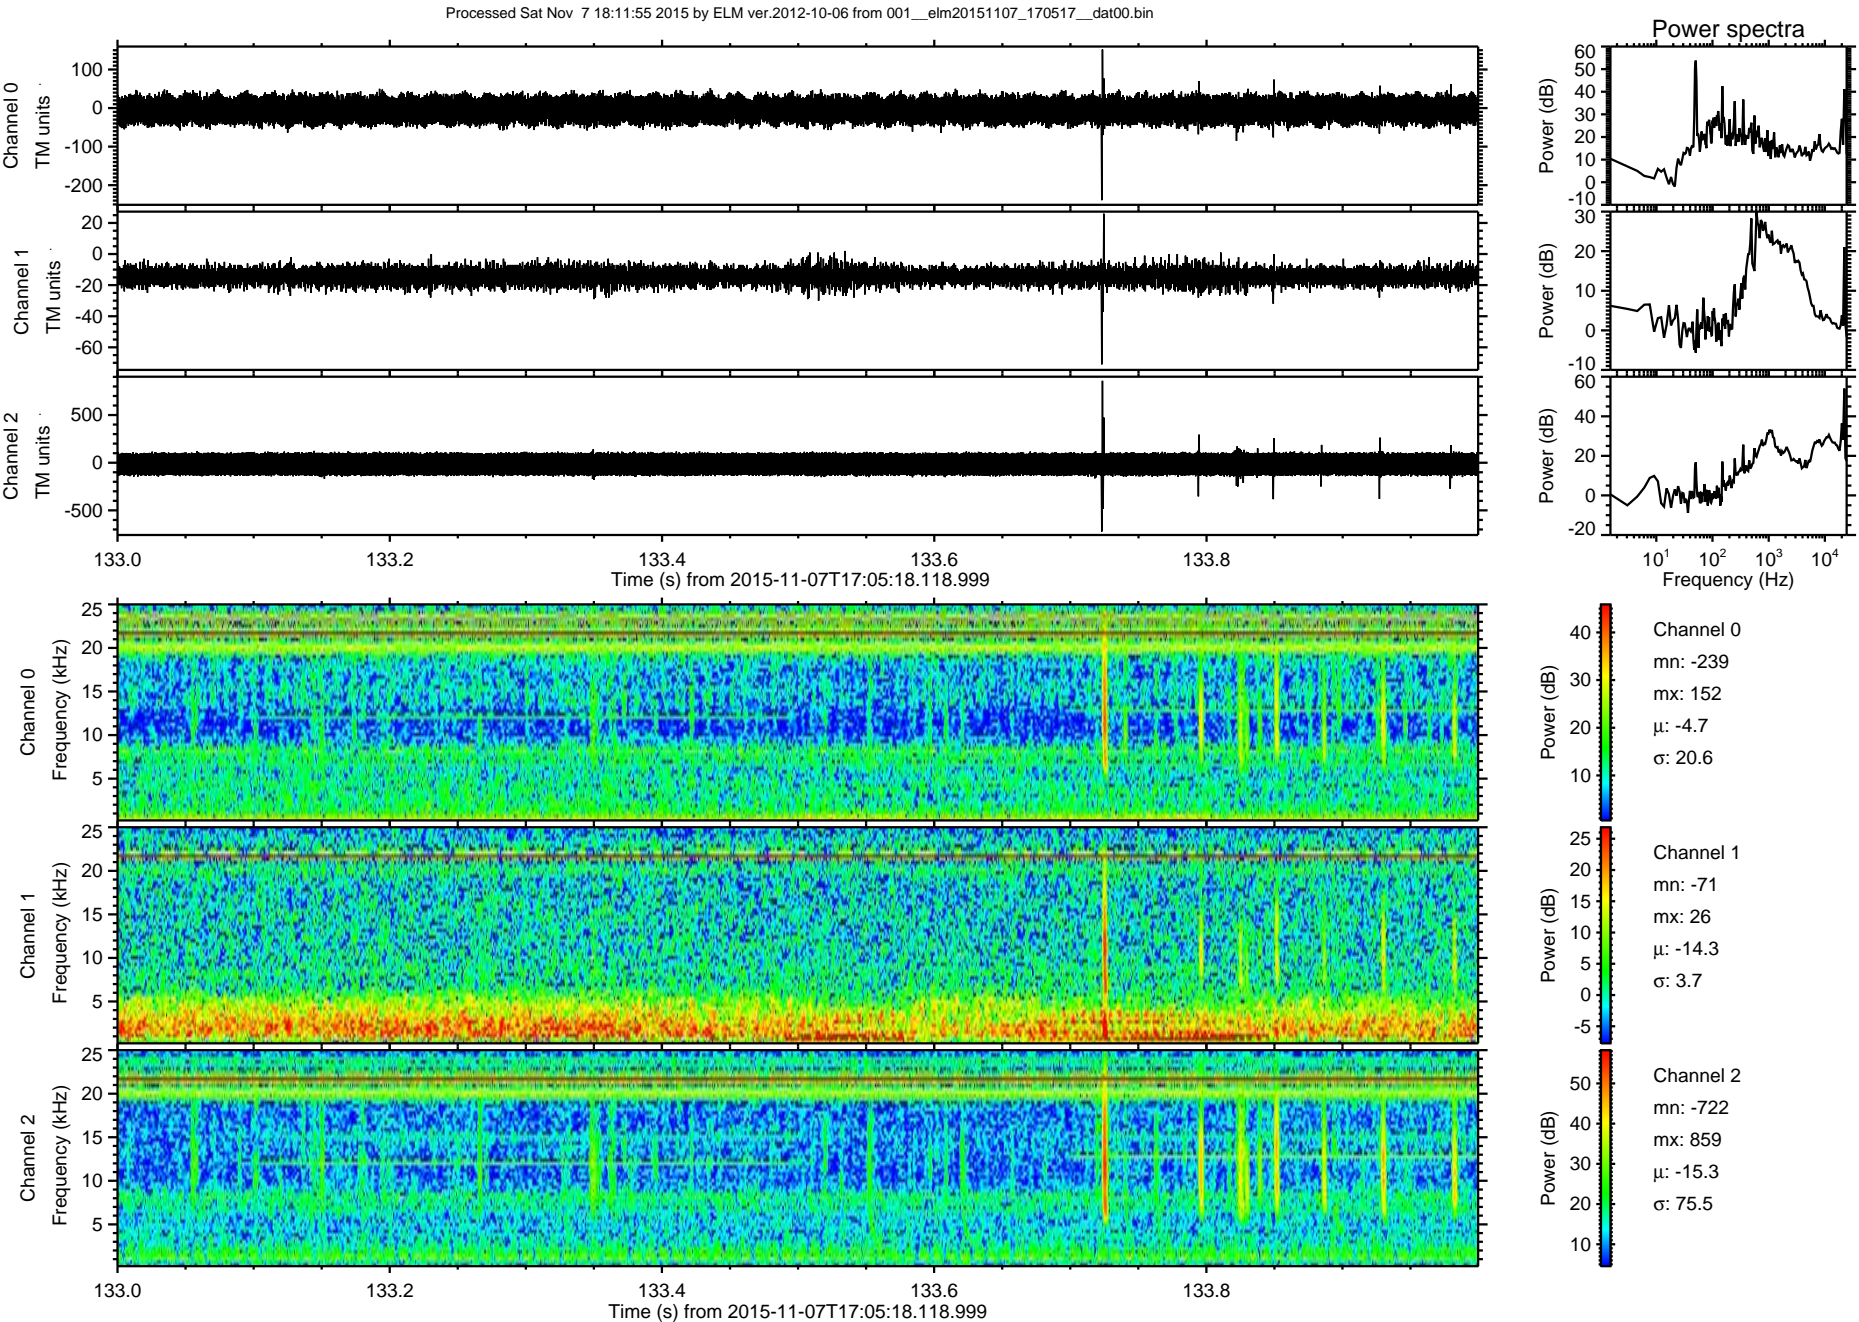 Processed Sat Nov  7 18:11:55 2015 by ELM ver.2012-10-06 from 001__elm20151107_170517__dat00.bin
Power spectra
Channel 0
TM units
100
0
-100
-200
Power (dB)
60
50
40
30
20
10
0
-10
Channel 1
TM units
20
0
-20
-40
-60
Power (dB)
30
20
10
0
-10
Channel 2
TM units
500
0
-500
Power (dB)
60
40
20
0
-20
133.0 133.2 133.4 133.6 133.8
Time (s) from 2015-11-07T17:05:18.118.999
10¹ 10² 10³ 10⁴
Frequency (Hz)
Channel 0
Frequency (kHz)
25
20
15
10
5
Power (dB)
40
30
20
10
Channel 0
mn: -239
mx: 152
μ: -4.7
σ: 20.6
Channel 1
Frequency (kHz)
25
20
15
10
5
Power (dB)
25
20
15
10
5
0
-5
Channel 1
mn: -71
mx: 26
μ: -14.3
σ: 3.7
Channel 2
Frequency (kHz)
25
20
15
10
5
Power (dB)
50
40
30
20
10
Channel 2
mn: -722
mx: 859
μ: -15.3
σ: 75.5
133.0 133.2 133.4 133.6 133.8
Time (s) from 2015-11-07T17:05:18.118.999